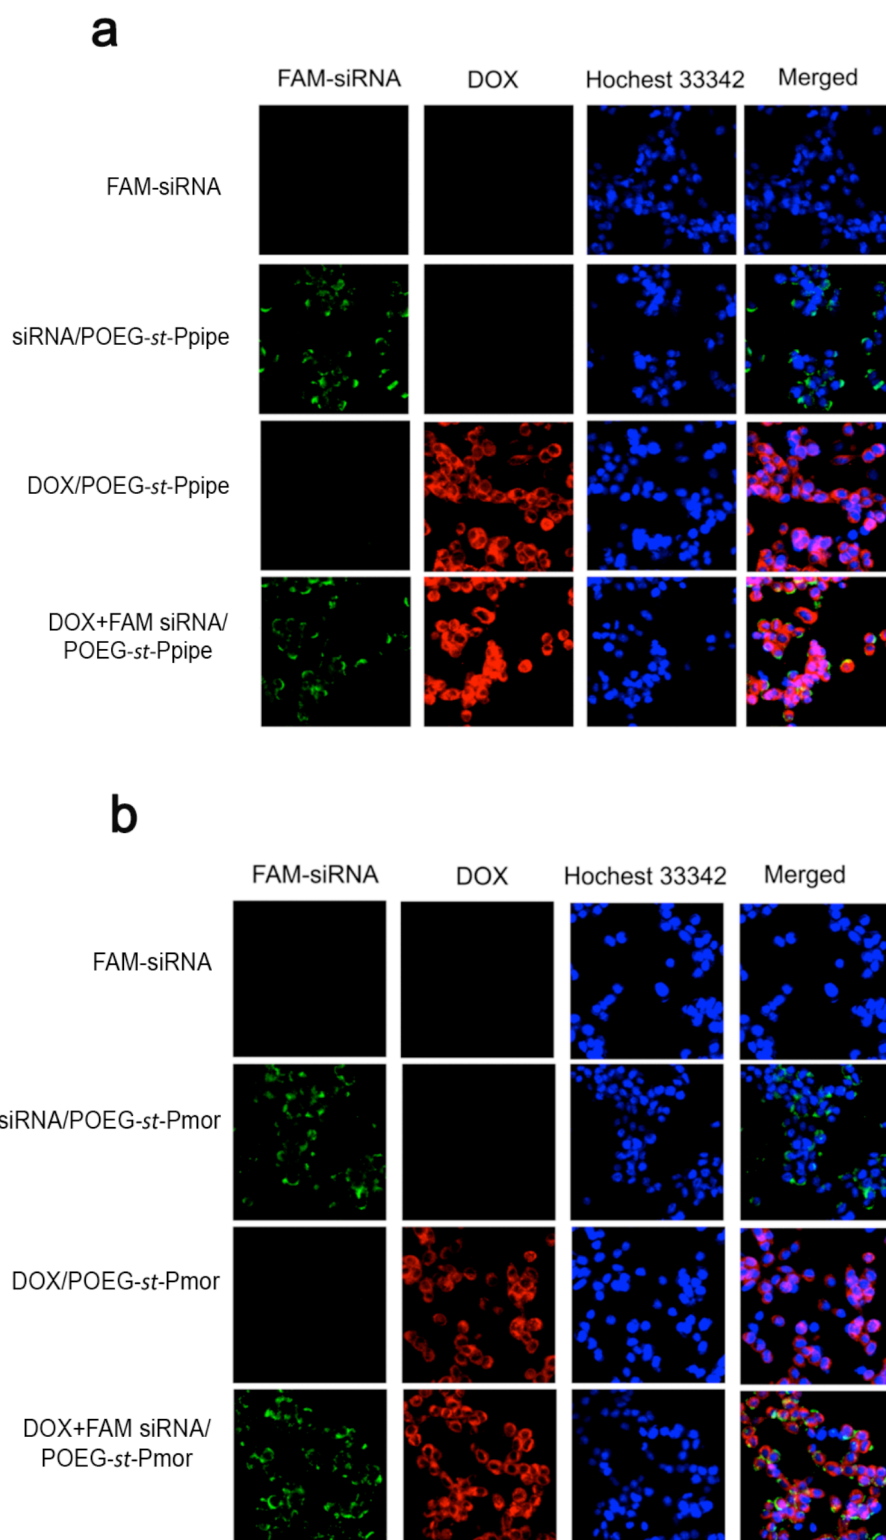 a
FAM-siRNA DOX Hochest 33342 Merged
FAM-siRNA
siRNA/POEG-st-Ppipe
DOX/POEG-st-Ppipe
DOX+FAM siRNA/
POEG-st-Ppipe
b
FAM-siRNA DOX Hochest 33342 Merged
FAM-siRNA
siRNA/POEG-st-Pmor
DOX/POEG-st-Pmor
DOX+FAM siRNA/
POEG-st-Pmor